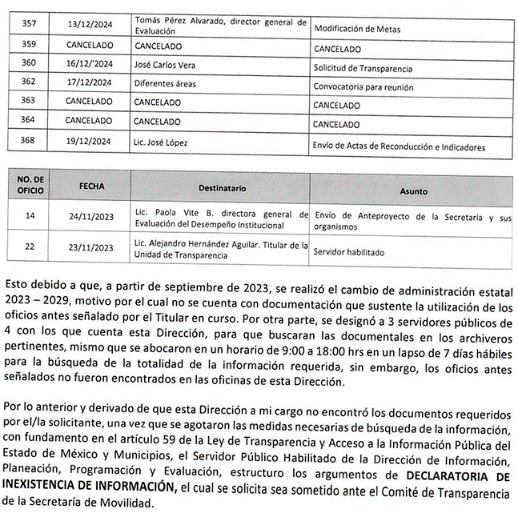 357 13/12/2024 Tomás Pérez Alvarado, director general de Evaluación Modificación de Metas
359 CANCELADO CANCELADO CANCELADO
360 16/12/'2024 José Carlos Vera Solicitud de Transparencia
362 17/12/2024 Diferentes áreas Convocatoria para reunión
363 CANCELADO CANCELADO CANCELADO
364 CANCELADO CANCELADO CANCELADO
368 19/12/2024 Lic. José López Envío de Actas de Reconducción e Indicadores
NO. DE OFICIO FECHA Destinatario Asunto
14 24/11/2023 Lic. Paola Vite B. directora general de Evaluación del Desempeño Institucional Envío de Anteproyecto de la Secretaría y sus organismos
22 23/11/2023 Lic. Alejandro Hernández Aguilar. Titular de la Unidad de Transparencia Servidor habilitado
Esto debido a que, a partir de septiembre de 2023, se realizó el cambio de administración estatal
2023 – 2029, motivo por el cual no se cuenta con documentación que sustente la utilización de los
oficios antes señalado por el Titular en curso. Por otra parte, se designó a 3 servidores públicos de
4 con los que cuenta esta Dirección, para que buscaran las documentales en los archiveros
pertinentes, mismo que se abocaron en un horario de 9:00 a 18:00 hrs en un lapso de 7 días hábiles
para la búsqueda de la totalidad de la información requerida, sin embargo, los oficios antes
señalados no fueron encontrados en las oficinas de esta Dirección.
Por lo anterior y derivado de que esta Dirección a mi cargo no encontró los documentos requeridos
por el/la solicitante, una vez que se agotaron las medidas necesarias de búsqueda de la información,
con fundamento en el artículo 59 de la Ley de Transparencia y Acceso a la Información Pública del
Estado de México y Municipios, el Servidor Público Habilitado de la Dirección de Información,
Planeación, Programación y Evaluación, estructuro los argumentos de DECLARATORIA DE
INEXISTENCIA DE INFORMACIÓN, el cual se solicita sea sometido ante el Comité de Transparencia
de la Secretaría de Movilidad.